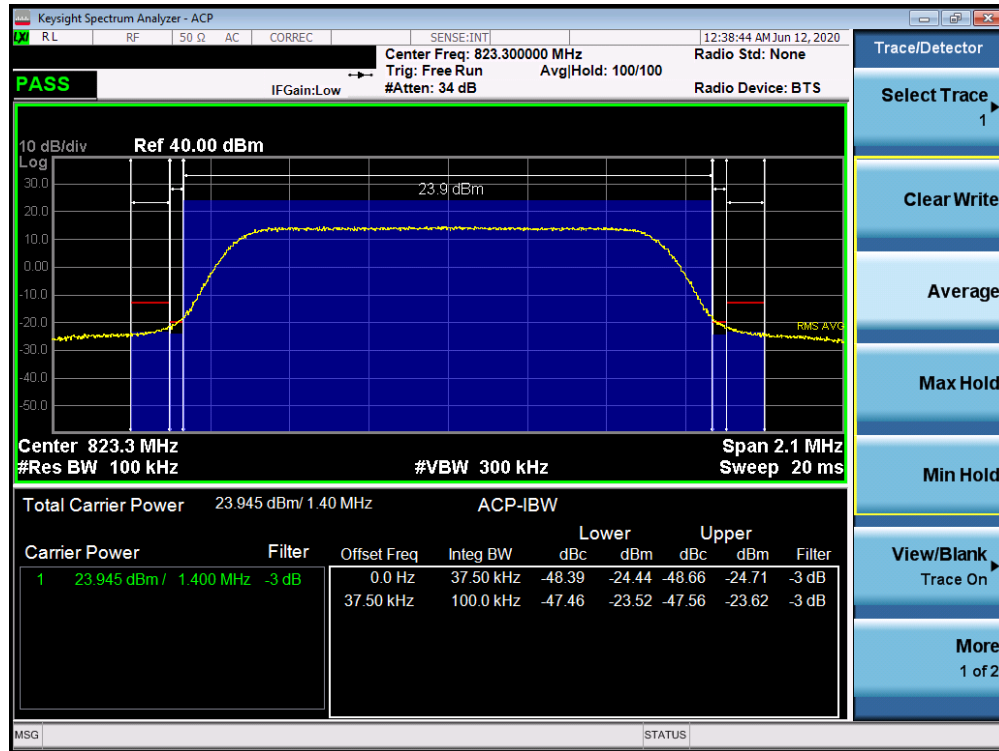 Keysight Spectrum Analyzer - ACP
LXI RL RF 50 Ω AC CORREC SENSE:INT 12:38:44 AM Jun 12, 2020
Center Freq: 823.300000 MHz Radio Std: None
Trig: Free Run Avg|Hold: 100/100
PASS IFGain:Low #Atten: 34 dB Radio Device: BTS
10 dB/div Ref 40.00 dBm
Log
30.0
23.9 dBm
20.0
10.0
0.00
-10.0
-20.0
RMS AVG
-30.0
-40.0
-50.0
Center 823.3 MHz Span 2.1 MHz
#Res BW 100 kHz #VBW 300 kHz Sweep 20 ms
Total Carrier Power 23.945 dBm/ 1.40 MHz ACP-IBW
Lower Upper
Carrier Power Filter Offset Freq Integ BW dBc dBm dBc dBm Filter
1 23.945 dBm / 1.400 MHz -3 dB 0.0 Hz 37.50 kHz -48.39 -24.44 -48.66 -24.71 -3 dB
37.50 kHz 100.0 kHz -47.46 -23.52 -47.56 -23.62 -3 dB
MSG STATUS
Trace/Detector
Select Trace
1
Clear Write
Average
Max Hold
Min Hold
View/Blank
Trace On
More
1 of 2